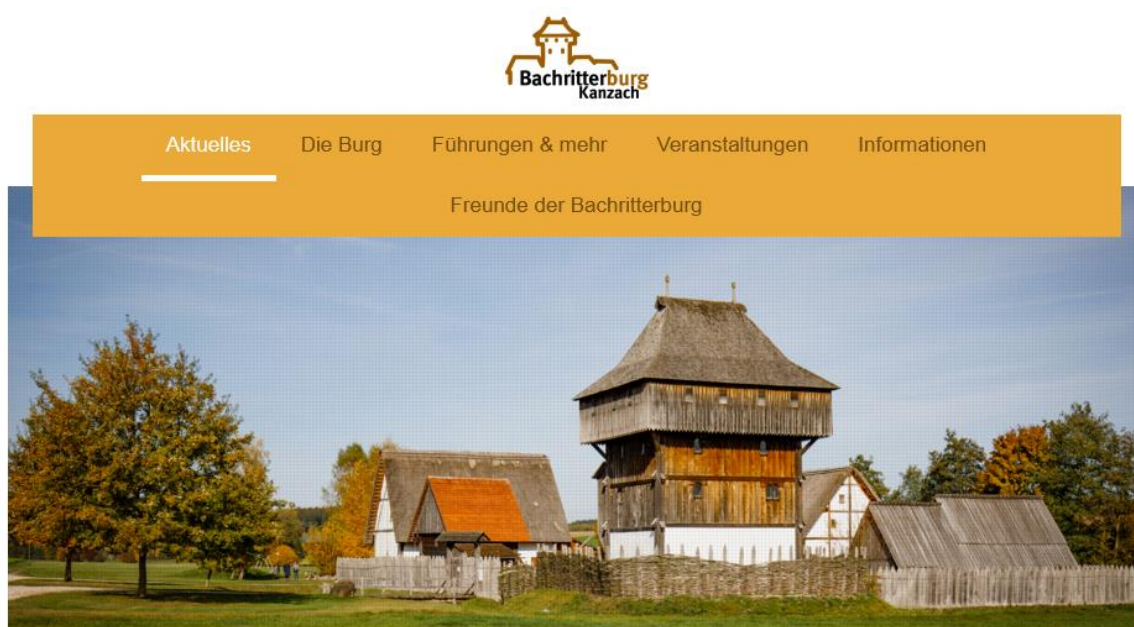 Bachritterburg
Kanzach
Aktuelles Die Burg Führungen & mehr Veranstaltungen Informationen
Freunde der Bachritterburg